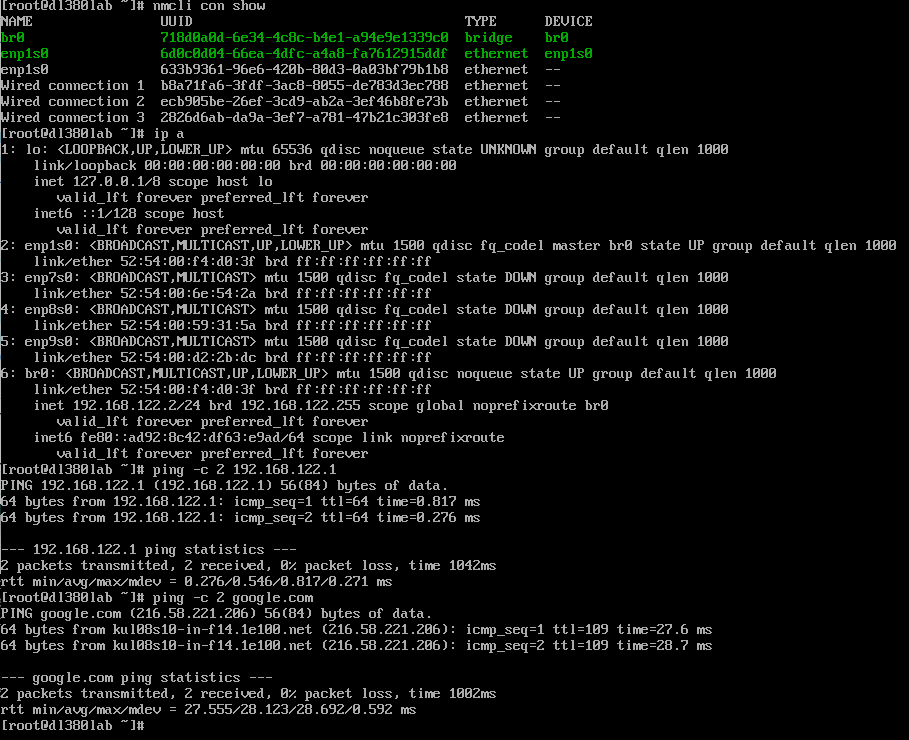 [root@dl380lab ~]# nmcli con show
NAME                UUID                                  TYPE      DEVICE
br0                 718d0a0d-6e34-4c8c-b4e1-a94e9e1339c0  bridge    br0
enp1s0              6d0c0d04-66ea-4dfc-a4a8-fa7612915ddf  ethernet  enp1s0
enp1s0              633b9361-96e6-420b-80d3-0a03bf79b1b8  ethernet  --
Wired connection 1  b8a71fa6-3fdf-3ac8-8055-de783d3ec788  ethernet  --
Wired connection 2  ecb905be-26ef-3cd9-ab2a-3ef46b8fe73b  ethernet  --
Wired connection 3  2826d6ab-da9a-3ef7-a781-47b21c303fe8  ethernet  --
[root@dl380lab ~]# ip a
1: lo: <LOOPBACK,UP,LOWER_UP> mtu 65536 qdisc noqueue state UNKNOWN group default qlen 1000
    link/loopback 00:00:00:00:00:00 brd 00:00:00:00:00:00
    inet 127.0.0.1/8 scope host lo
       valid_lft forever preferred_lft forever
    inet6 ::1/128 scope host
       valid_lft forever preferred_lft forever
2: enp1s0: <BROADCAST,MULTICAST,UP,LOWER_UP> mtu 1500 qdisc fq_codel master br0 state UP group default qlen 1000
    link/ether 52:54:00:f4:d0:3f brd ff:ff:ff:ff:ff:ff
3: enp7s0: <BROADCAST,MULTICAST> mtu 1500 qdisc fq_codel state DOWN group default qlen 1000
    link/ether 52:54:00:6e:54:2a brd ff:ff:ff:ff:ff:ff
4: enp8s0: <BROADCAST,MULTICAST> mtu 1500 qdisc fq_codel state DOWN group default qlen 1000
    link/ether 52:54:00:59:31:5a brd ff:ff:ff:ff:ff:ff
5: enp9s0: <BROADCAST,MULTICAST> mtu 1500 qdisc fq_codel state DOWN group default qlen 1000
    link/ether 52:54:00:d2:2b:dc brd ff:ff:ff:ff:ff:ff
6: br0: <BROADCAST,MULTICAST,UP,LOWER_UP> mtu 1500 qdisc noqueue state UP group default qlen 1000
    link/ether 52:54:00:f4:d0:3f brd ff:ff:ff:ff:ff:ff
    inet 192.168.122.2/24 brd 192.168.122.255 scope global noprefixroute br0
       valid_lft forever preferred_lft forever
    inet6 fe80::ad92:8c42:df63:e9ad/64 scope link noprefixroute
       valid_lft forever preferred_lft forever
[root@dl380lab ~]# ping -c 2 192.168.122.1
PING 192.168.122.1 (192.168.122.1) 56(84) bytes of data.
64 bytes from 192.168.122.1: icmp_seq=1 ttl=64 time=0.817 ms
64 bytes from 192.168.122.1: icmp_seq=2 ttl=64 time=0.276 ms
--- 192.168.122.1 ping statistics ---
2 packets transmitted, 2 received, 0% packet loss, time 1042ms
rtt min/avg/max/mdev = 0.276/0.546/0.817/0.271 ms
[root@dl380lab ~]# ping -c 2 google.com
PING google.com (216.58.221.206) 56(84) bytes of data.
64 bytes from kul08s10-in-f14.1e100.net (216.58.221.206): icmp_seq=1 ttl=109 time=27.6 ms
64 bytes from kul08s10-in-f14.1e100.net (216.58.221.206): icmp_seq=2 ttl=109 time=28.7 ms
--- google.com ping statistics ---
2 packets transmitted, 2 received, 0% packet loss, time 1002ms
rtt min/avg/max/mdev = 27.555/28.123/28.692/0.592 ms
[root@dl380lab ~]#